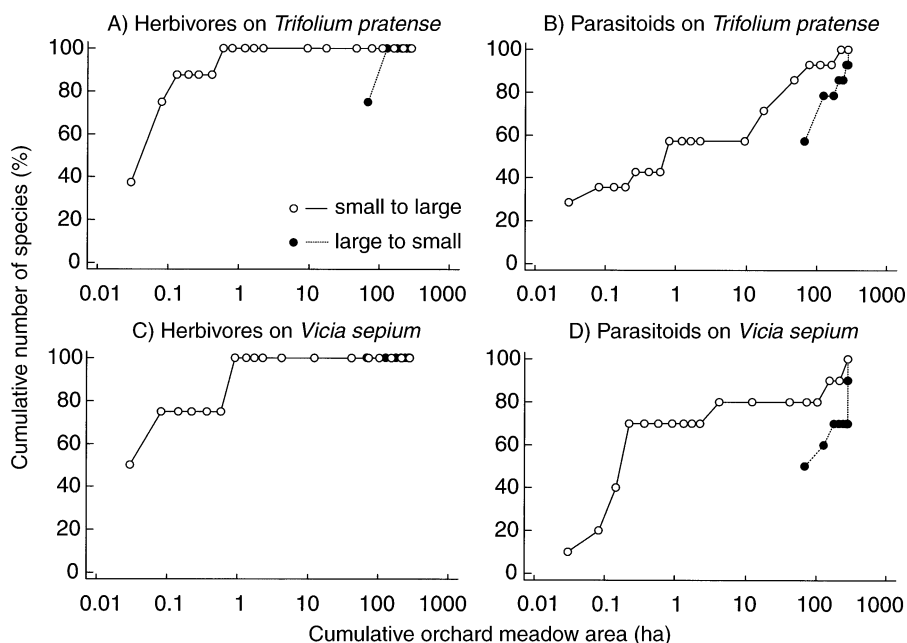 A) Herbivores on Trifolium pratense
B) Parasitoids on Trifolium pratense
100
80
60
40
20
0
small to large
large to small
0.01 0.1 1 10 100 1000
100
80
60
40
20
0
0.01 0.1 1 10 100 1000
C) Herbivores on Vicia sepium
D) Parasitoids on Vicia sepium
100
80
60
40
20
0
0.01 0.1 1 10 100 1000
100
80
60
40
20
0
0.01 0.1 1 10 100 1000
Cumulative number of species (%)
Cumulative orchard meadow area (ha)